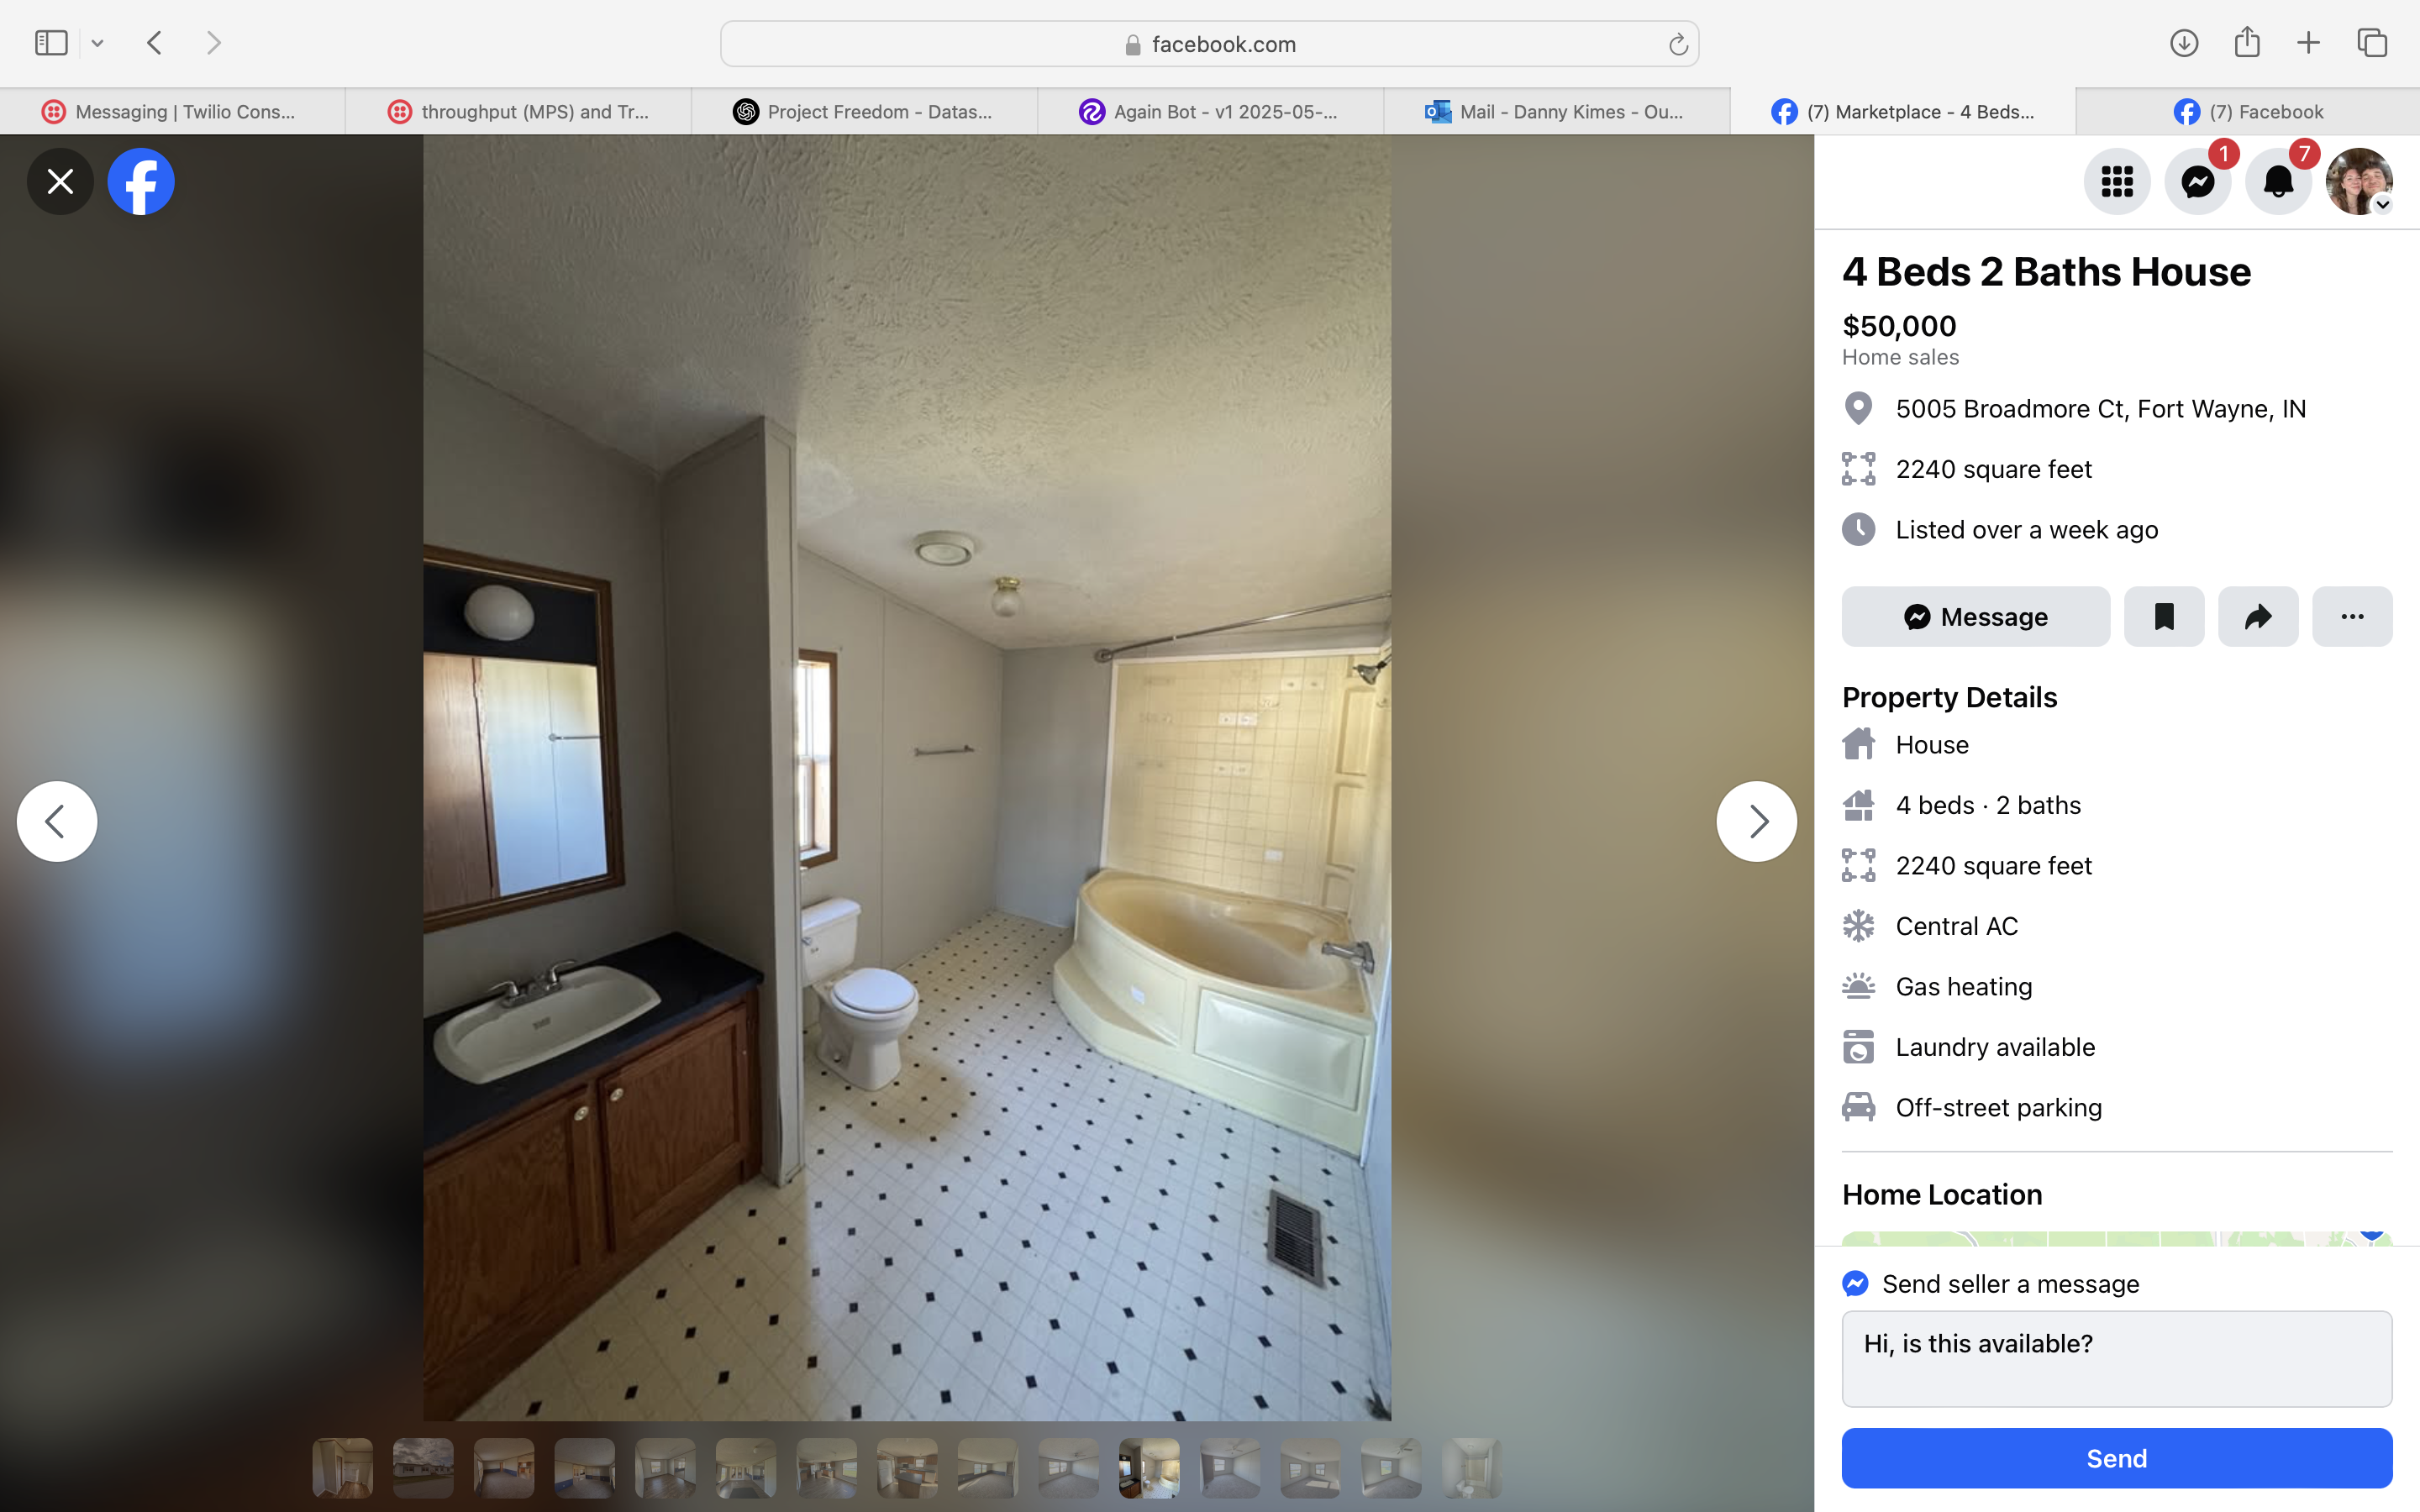 facebook.com
Messaging | Twilio Cons...
throughput (MPS) and Tr...
Project Freedom - Datas...
Again Bot - v1 2025-05-...
Mail - Danny Kimes - Ou...
(7) Marketplace - 4 Beds...
(7) Facebook
1
7
4 Beds 2 Baths House
$50,000
Home sales
5005 Broadmore Ct, Fort Wayne, IN
2240 square feet
Listed over a week ago
Message
Property Details
House
4 beds · 2 baths
2240 square feet
Central AC
Gas heating
Laundry available
Off-street parking
Home Location
Send seller a message
Hi, is this available?
Send